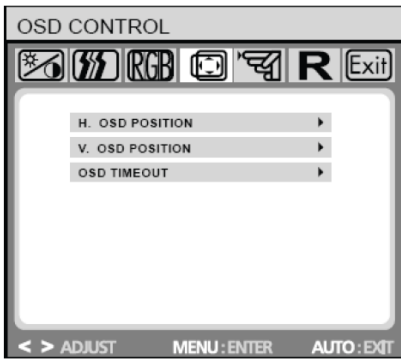 OSD CONTROL
RGB R Exit
H. OSD POSITION
V. OSD POSITION
OSD TIMEOUT
< > ADJUST MENU : ENTER AUTO : EXIT